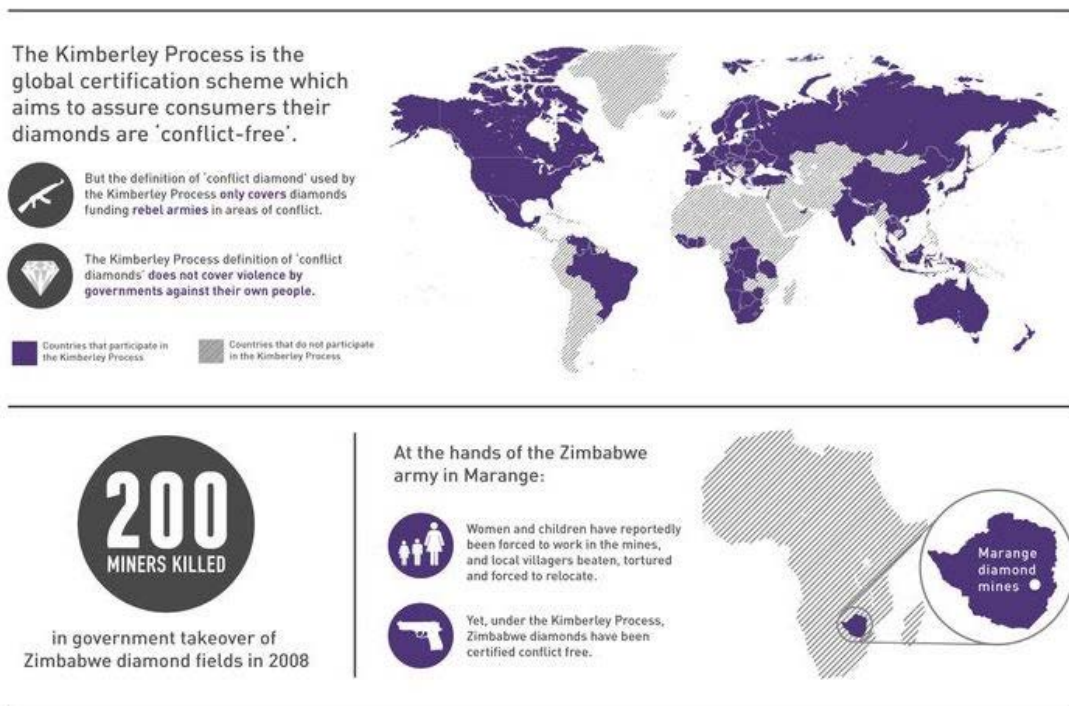 The Kimberley Process is the
global certification scheme which
aims to assure consumers their
diamonds are 'conflict-free'.
But the definition of 'conflict diamond' used by
the Kimberley Process only covers diamonds
funding rebel armies in areas of conflict.
The Kimberley Process definition of 'conflict
diamonds' does not cover violence by
governments against their own people.
Countries that participate in
the Kimberley Process
Countries that do not participate
in the Kimberley Process
200
MINERS KILLED
in government takeover of
Zimbabwe diamond fields in 2008
At the hands of the Zimbabwe
army in Marange:
Women and children have reportedly
been forced to work in the mines,
and local villagers beaten, tortured
and forced to relocate.
Yet, under the Kimberley Process,
Zimbabwe diamonds have been
certified conflict free.
Marange
diamond
mines